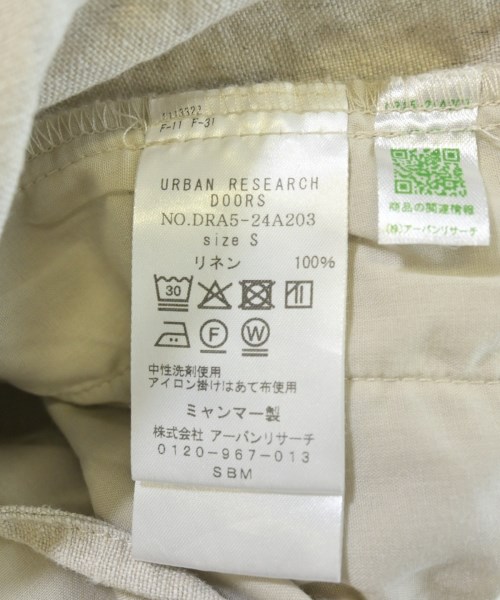 F-11 F-31
URBAN RESEARCH
DOORS
NO.DRA5-24A203
size S
リネン 100%
30
F W
中性洗剤使用
アイロン掛けはあて布使用
ミャンマー製
株式会社 アーバンリサーチ
0120-967-013
SBM
商品の関連情報
(株)アーバンリサーチ